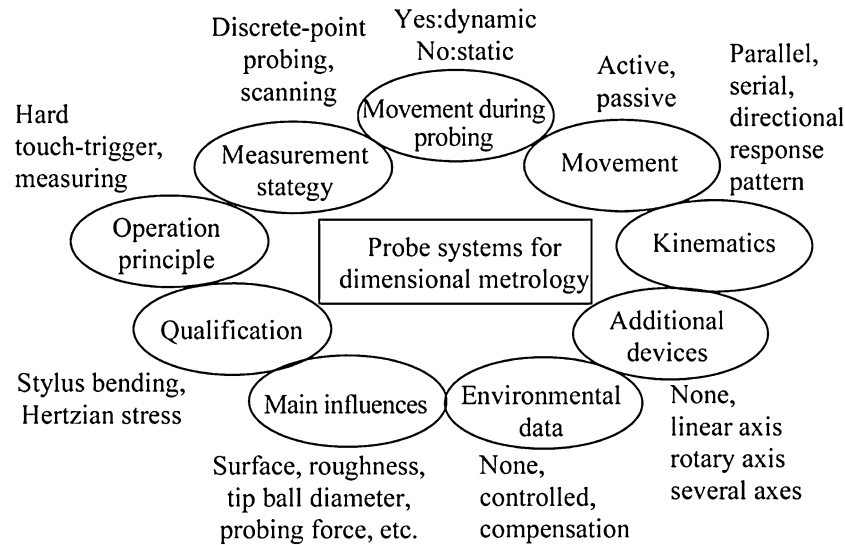 Discrete-point
probing,
scanning
Yes:dynamic
No:static
Active,
passive
Parallel,
serial,
directional
response
pattern
Hard
touch-trigger,
measuring
Movement during
probing
Measurement
stategy
Movement
Operation
principle
Probe systems for
dimensional metrology
Kinematics
Qualification
Additional
devices
Stylus bending,
Hertzian stress
Main influences
Environmental
data
None,
linear axis
rotary axis
several axes
Surface, roughness,
tip ball diameter,
probing force, etc.
None,
controlled,
compensation